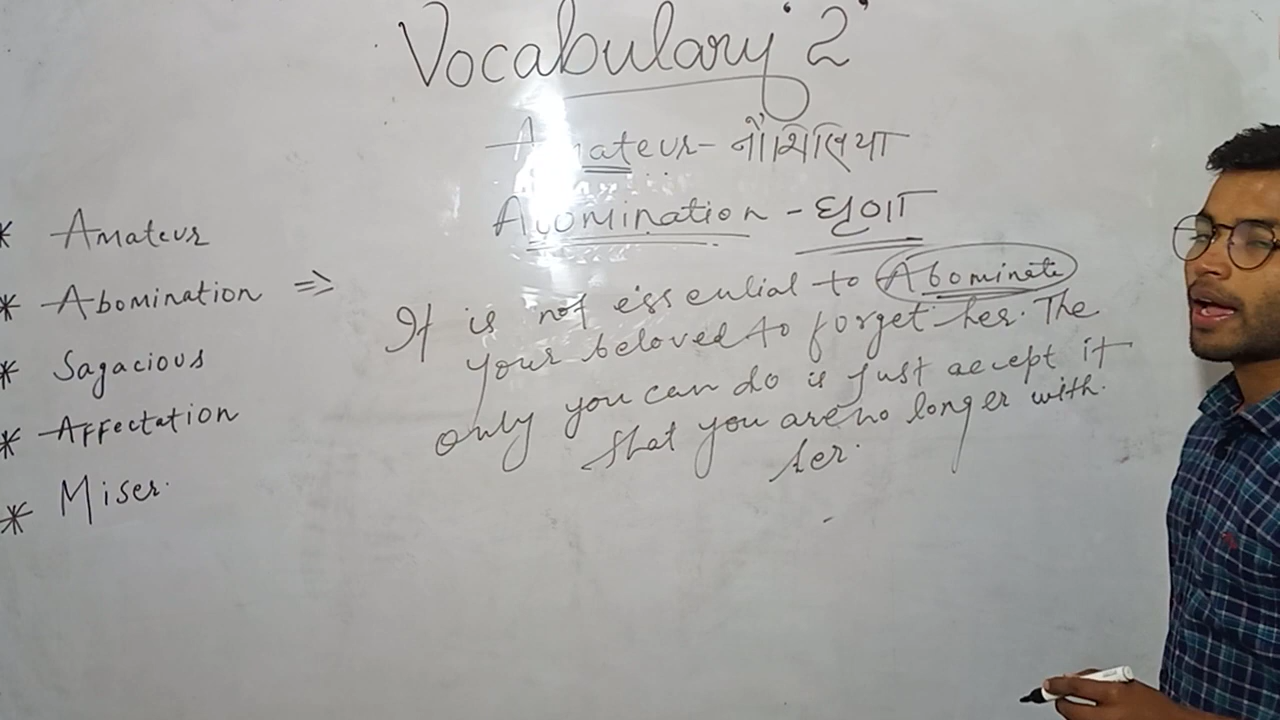 Vocabulary '2'
Amateur - नौशिखिया
Abomination - घृणा
* Amateur
* Abomination =>
* Sagacious
* Affectation
* Miser.
It is not essential to Abominate
your beloved to forget her. The
only you can do is just accept it
that you are no longer with.
her.